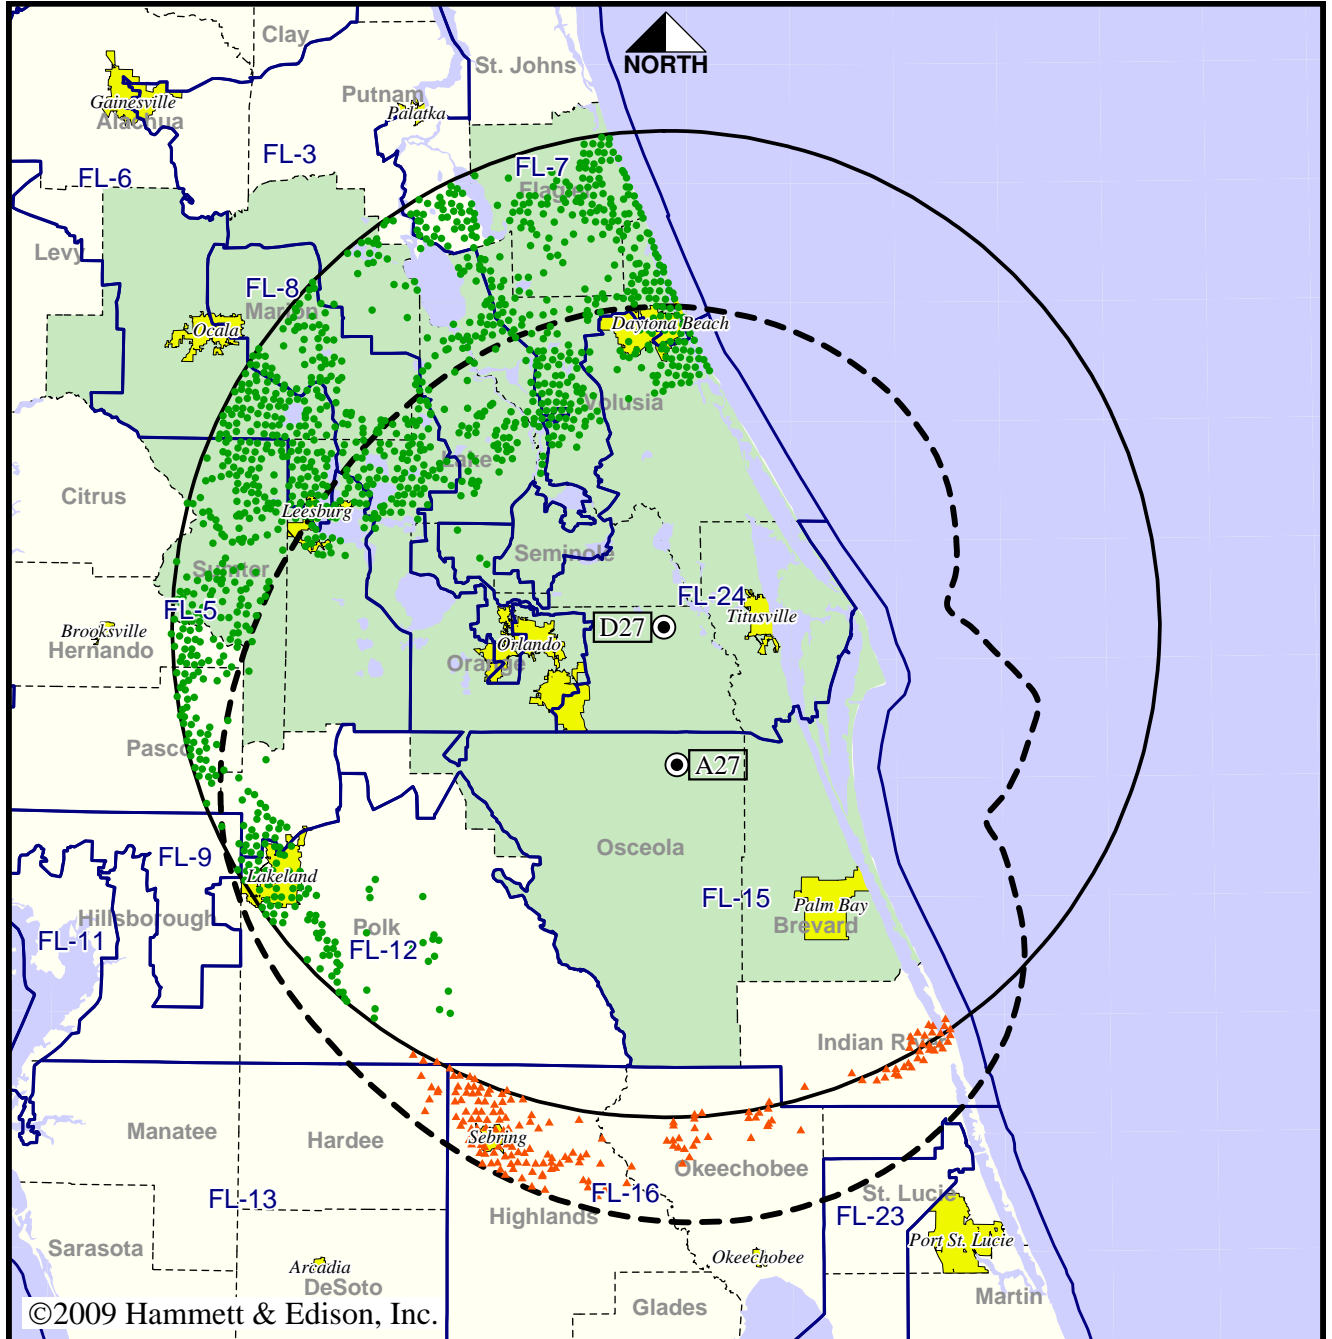 Clay
NORTH
St. Johns
Putnam
Gainesville
Palatka
Alachua
FL-3
FL-7
FL-6
Flagler
Levy
FL-8
Marion
Ocala
Daytona Beach
Volusia
Lake
Citrus
Leesburg
Seminole
Sumter
FL-5
FL-24
Titusville
D27
Brooksville
Hernando
Orlando
Orange
Pasco
A27
Osceola
FL-9
Lakeland
FL-15
Palm Bay
Hillsborough
Polk
Brevard
FL-11
FL-12
Indian River
Manatee
Hardee
Sebring
Okeechobee
FL-13
FL-16
St. Lucie
Highlands
FL-23
Sarasota
Port St. Lucie
Arcadia
Okeechobee
DeSoto
Martin
Glades
©2009 Hammett & Edison, Inc.